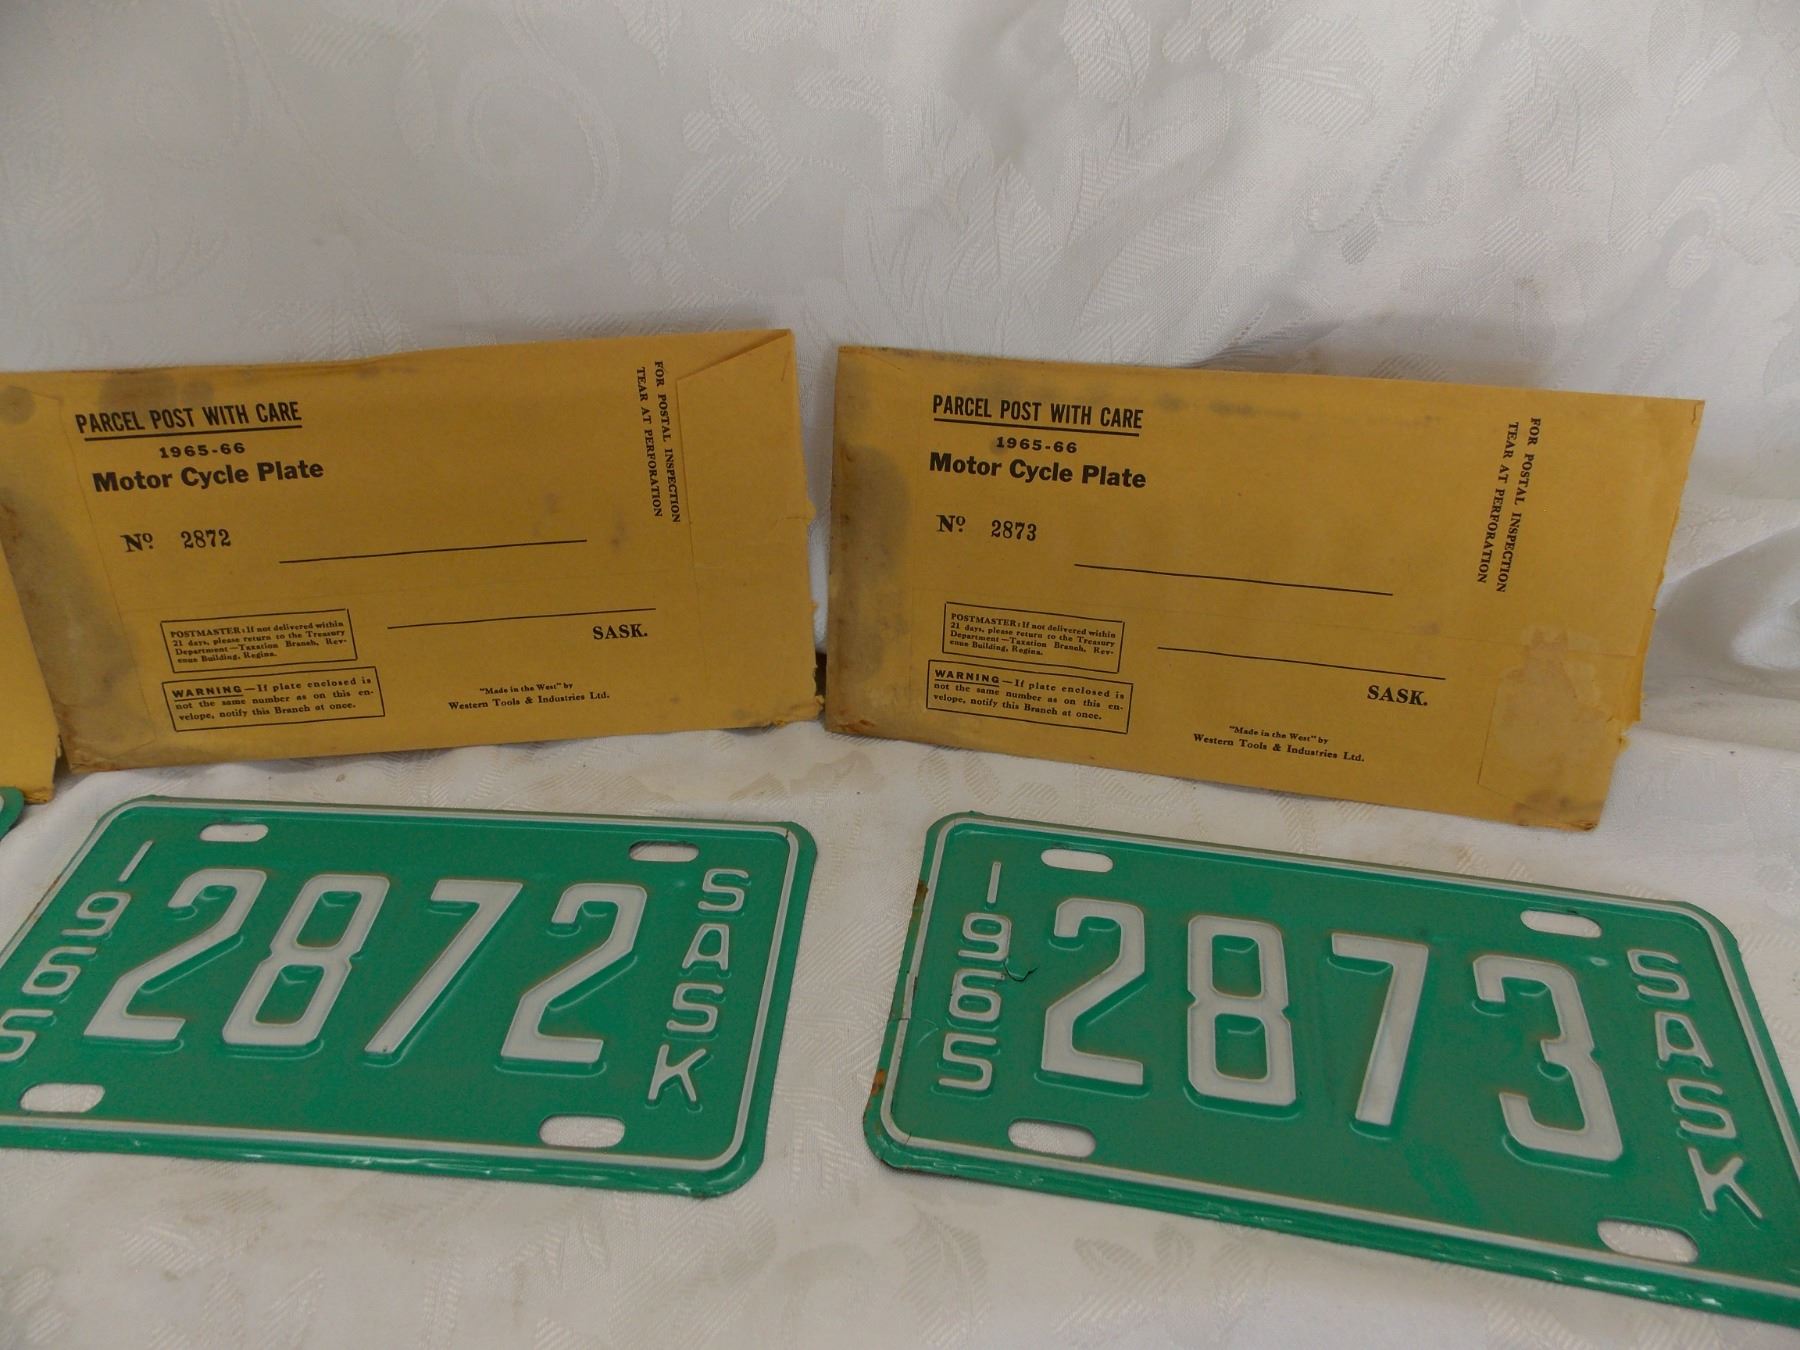 PARCEL POST WITH CARE
1965-66
Motor Cycle Plate
No. 2872
FOR POSTAL INSPECTION
TEAR AT PERFORATION
POSTMASTER: If not delivered within
21 days, please return to the Treasury
Department—Taxation Branch, Rev-
enue Building, Regina.
SASK.
WARNING—If plate enclosed is
not the same number as on this en-
velope, notify this Branch at once.
"Made in the West" by
Western Tools & Industries Ltd.
PARCEL POST WITH CARE
1965-66
Motor Cycle Plate
No. 2873
FOR POSTAL INSPECTION
TEAR AT PERFORATION
POSTMASTER: If not delivered within
21 days, please return to the Treasury
Department—Taxation Branch, Rev-
enue Building, Regina.
SASK.
WARNING—If plate enclosed is
not the same number as on this en-
velope, notify this Branch at once.
"Made in the West" by
Western Tools & Industries Ltd.
1965
2872
SASK
1965
2873
SASK